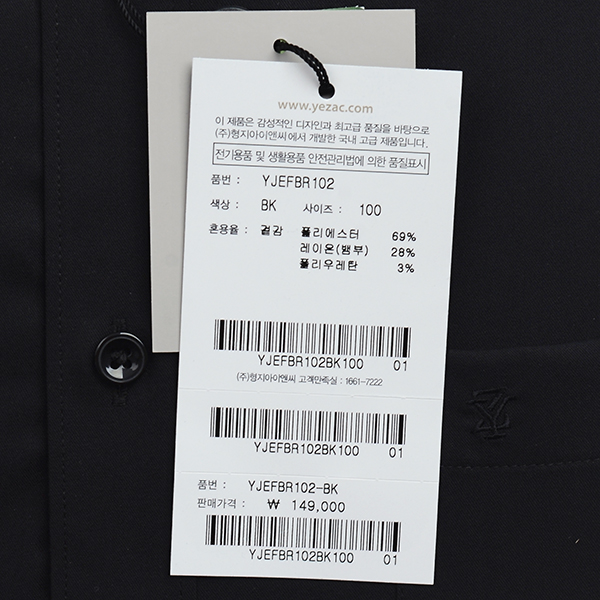 www.yezac.com
이 제품은 감성적인 디자인과 최고급 품질을 바탕으로
(주)형지아이앤씨에서 개발한 국내 고급 제품입니다.
전기용품 및 생활용품 안전관리법에 의한 품질표시
품번 : YJEFBR102
색상 : BK 사이즈 : 100
혼용율 : 겉감 폴리에스터 69%
레이온(뱀부) 28%
폴리우레탄 3%
YJEFBR102BK100 01
(주)형지아이앤씨 고객만족실 : 1661-7222
YJEFBR102BK100 01
품번 : YJEFBR102-BK
판매가격 : ₩ 149,000
YJEFBR102BK100 01